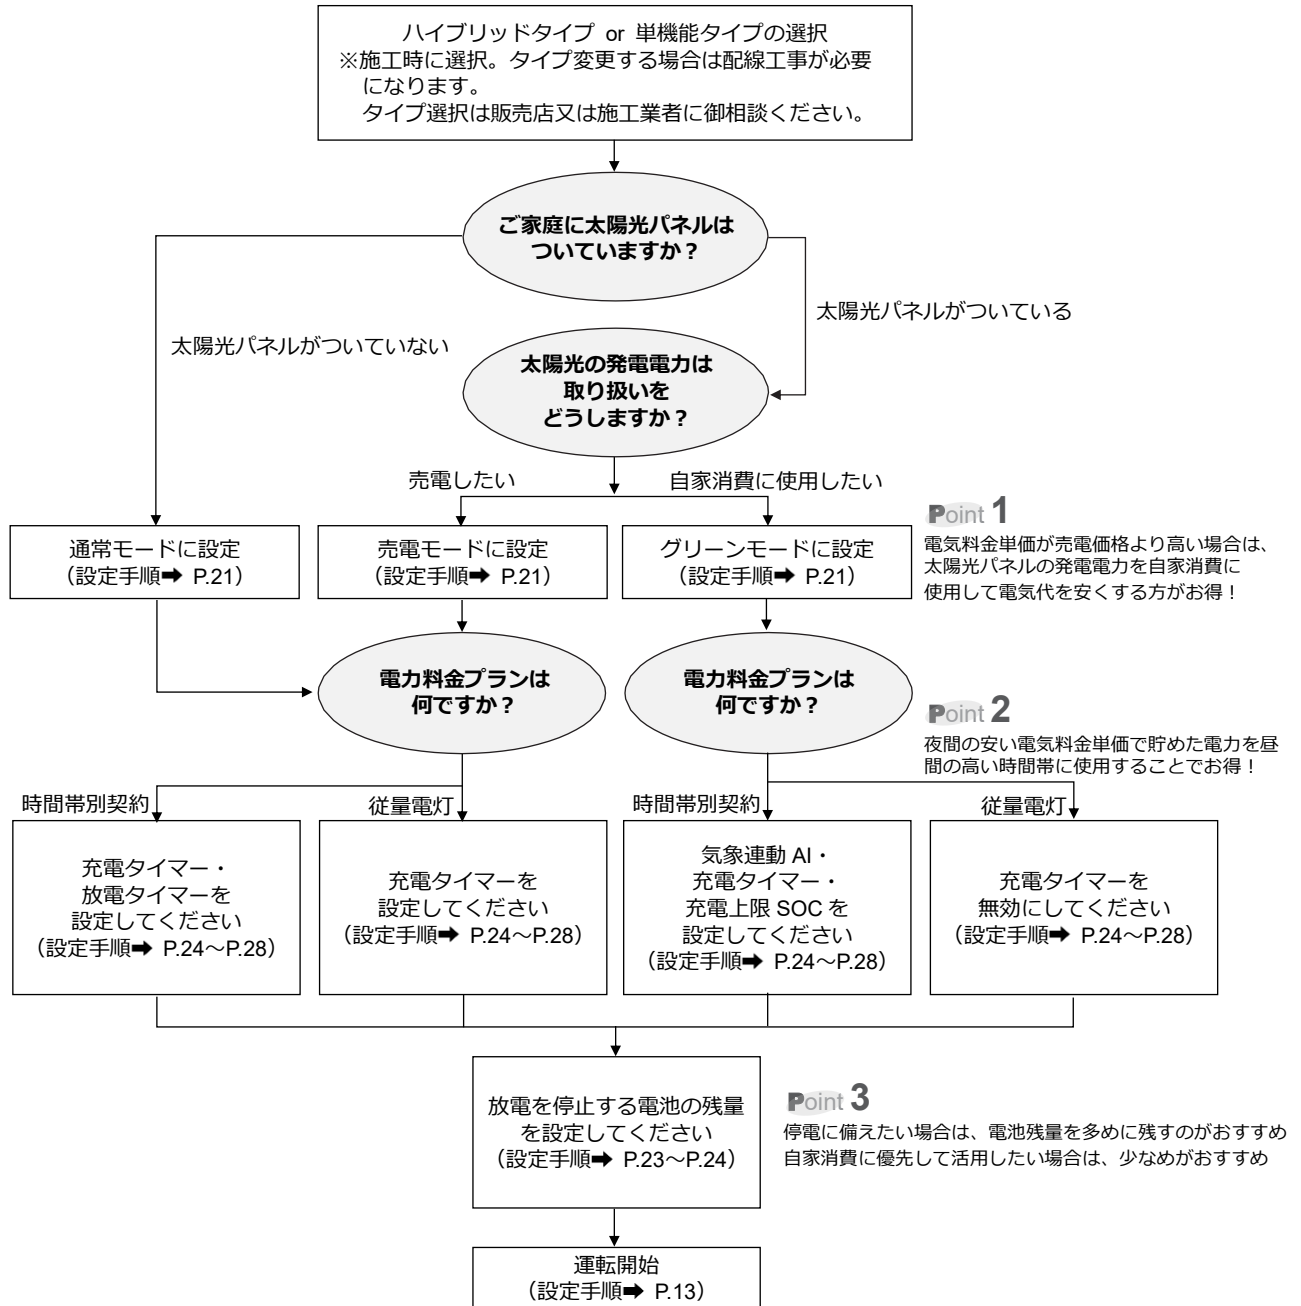 ハイブリッドタイプ or 単機能タイプの選択
※施工時に選択。タイプ変更する場合は配線工事が必要
になります。
タイプ選択は販売店又は施工業者に御相談ください。
ご家庭に太陽光パネルは
ついていますか？
太陽光パネルがついている
太陽光パネルがついていない
太陽光の発電電力は
取り扱いを
どうしますか？
売電したい
自家消費に使用したい
通常モードに設定
（設定手順➡ P.21）
売電モードに設定
（設定手順➡ P.21）
グリーンモードに設定
（設定手順➡ P.21）
Point 1
電気料金単価が売電価格より高い場合は、
太陽光パネルの発電電力を自家消費に
使用して電気代を安くする方がお得！
電力料金プランは
何ですか？
電力料金プランは
何ですか？
Point 2
夜間の安い電気料金単価で貯めた電力を昼
間の高い時間帯に使用することでお得！
時間帯別契約
従量電灯
時間帯別契約
従量電灯
充電タイマー・
放電タイマーを
設定してください
（設定手順➡ P.24～P.28）
充電タイマーを
設定してください
（設定手順➡ P.24～P.28）
気象連動 AI・
充電タイマー・
充電上限 SOC を
設定してください
（設定手順➡ P.24～P.28）
充電タイマーを
無効にしてください
（設定手順➡ P.24～P.28）
放電を停止する電池の残量
を設定してください
（設定手順➡ P.23～P.24）
Point 3
停電に備えたい場合は、電池残量を多めに残すのがおすすめ
自家消費に優先して活用したい場合は、少なめがおすすめ
運転開始
（設定手順➡ P.13）